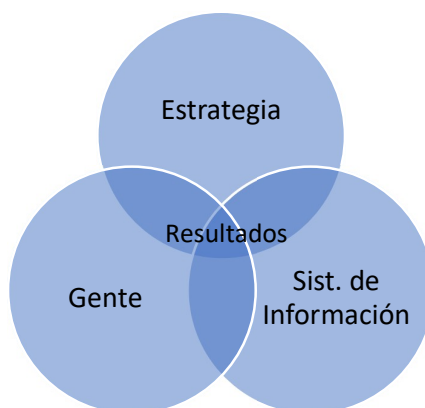 Estrategia
Resultados
Gente
Sist. de
Información